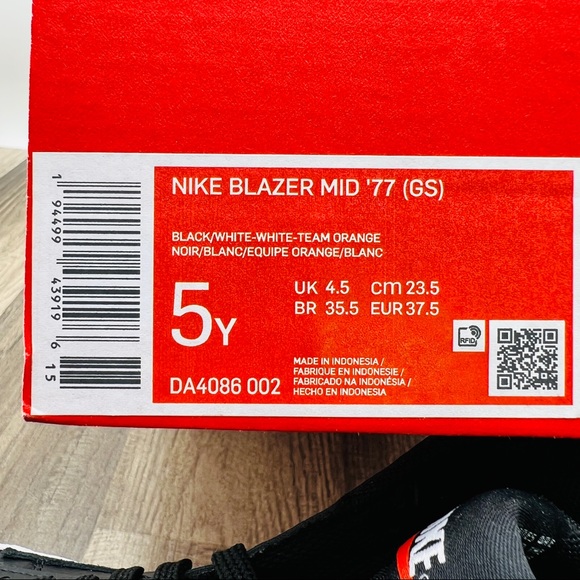 NIKE BLAZER MID '77 (GS)
BLACK/WHITE-WHITE-TEAM ORANGE
NOIR/BLANC/EQUIPE ORANGE/BLANC
5Y
UK 4.5 cm 23.5
BR 35.5 EUR 37.5
RFID
MADE IN INDONESIA /
FABRIQUE EN INDONESIE /
FABRICADO NA INDONÉSIA /
HECHO EN INDONESIA
DA4086 002
1 94499 43919 6 15
KE